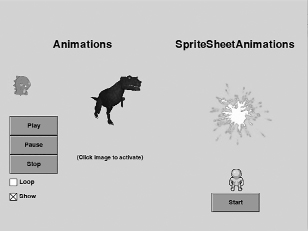 Animations
SpriteSheetAnimations
Play
Pause
Stop
(Click image to activate)
Loop
Show
Start